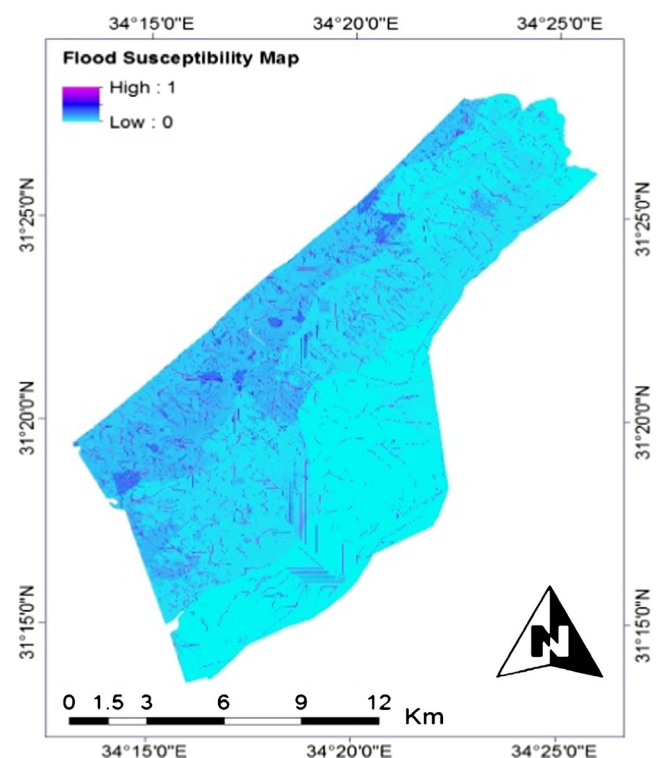 34°15'0"E 34°20'0"E 34°25'0"E
Flood Susceptibility Map
High : 1
Low : 0
31°25'0"N 31°25'0"N
31°20'0"N 31°20'0"N
31°15'0"N 31°15'0"N
N
0 1.5 3 6 9 12 Km
34°15'0"E 34°20'0"E 34°25'0"E